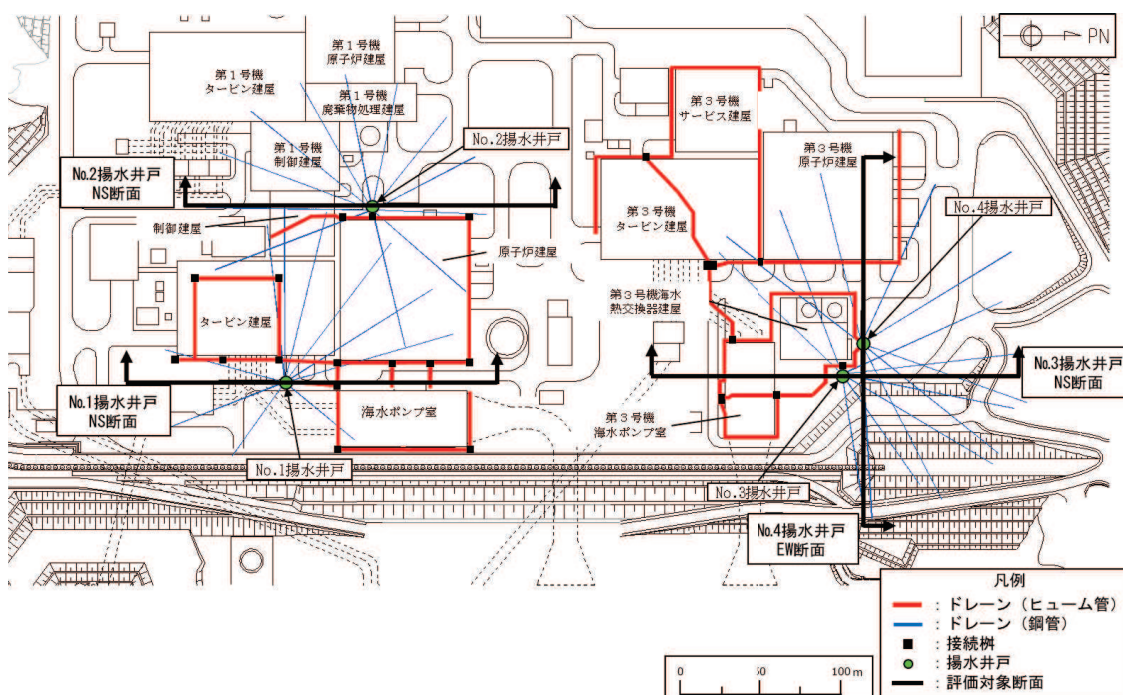 PN
第1号機
原子炉建屋
第1号機
タービン建屋
第1号機
廃棄物処理建屋
第1号機
制御建屋
No.2揚水井戸
第3号機
サービス建屋
第3号機
原子炉建屋
No.2揚水井戸
NS断面
No.4揚水井戸
制御建屋
原子炉建屋
第3号機
タービン建屋
タービン建屋
第3号機海水
熱交換器建屋
No.3揚水井戸
NS断面
No.1揚水井戸
NS断面
海水ポンプ室
第3号機
海水ポンプ室
No.1揚水井戸
No.3揚水井戸
No.4揚水井戸
EW断面
凡例
:ドレーン(ヒューム管)
:ドレーン(鋼管)
:接続桝
:揚水井戸
:評価対象断面
0 50 100m